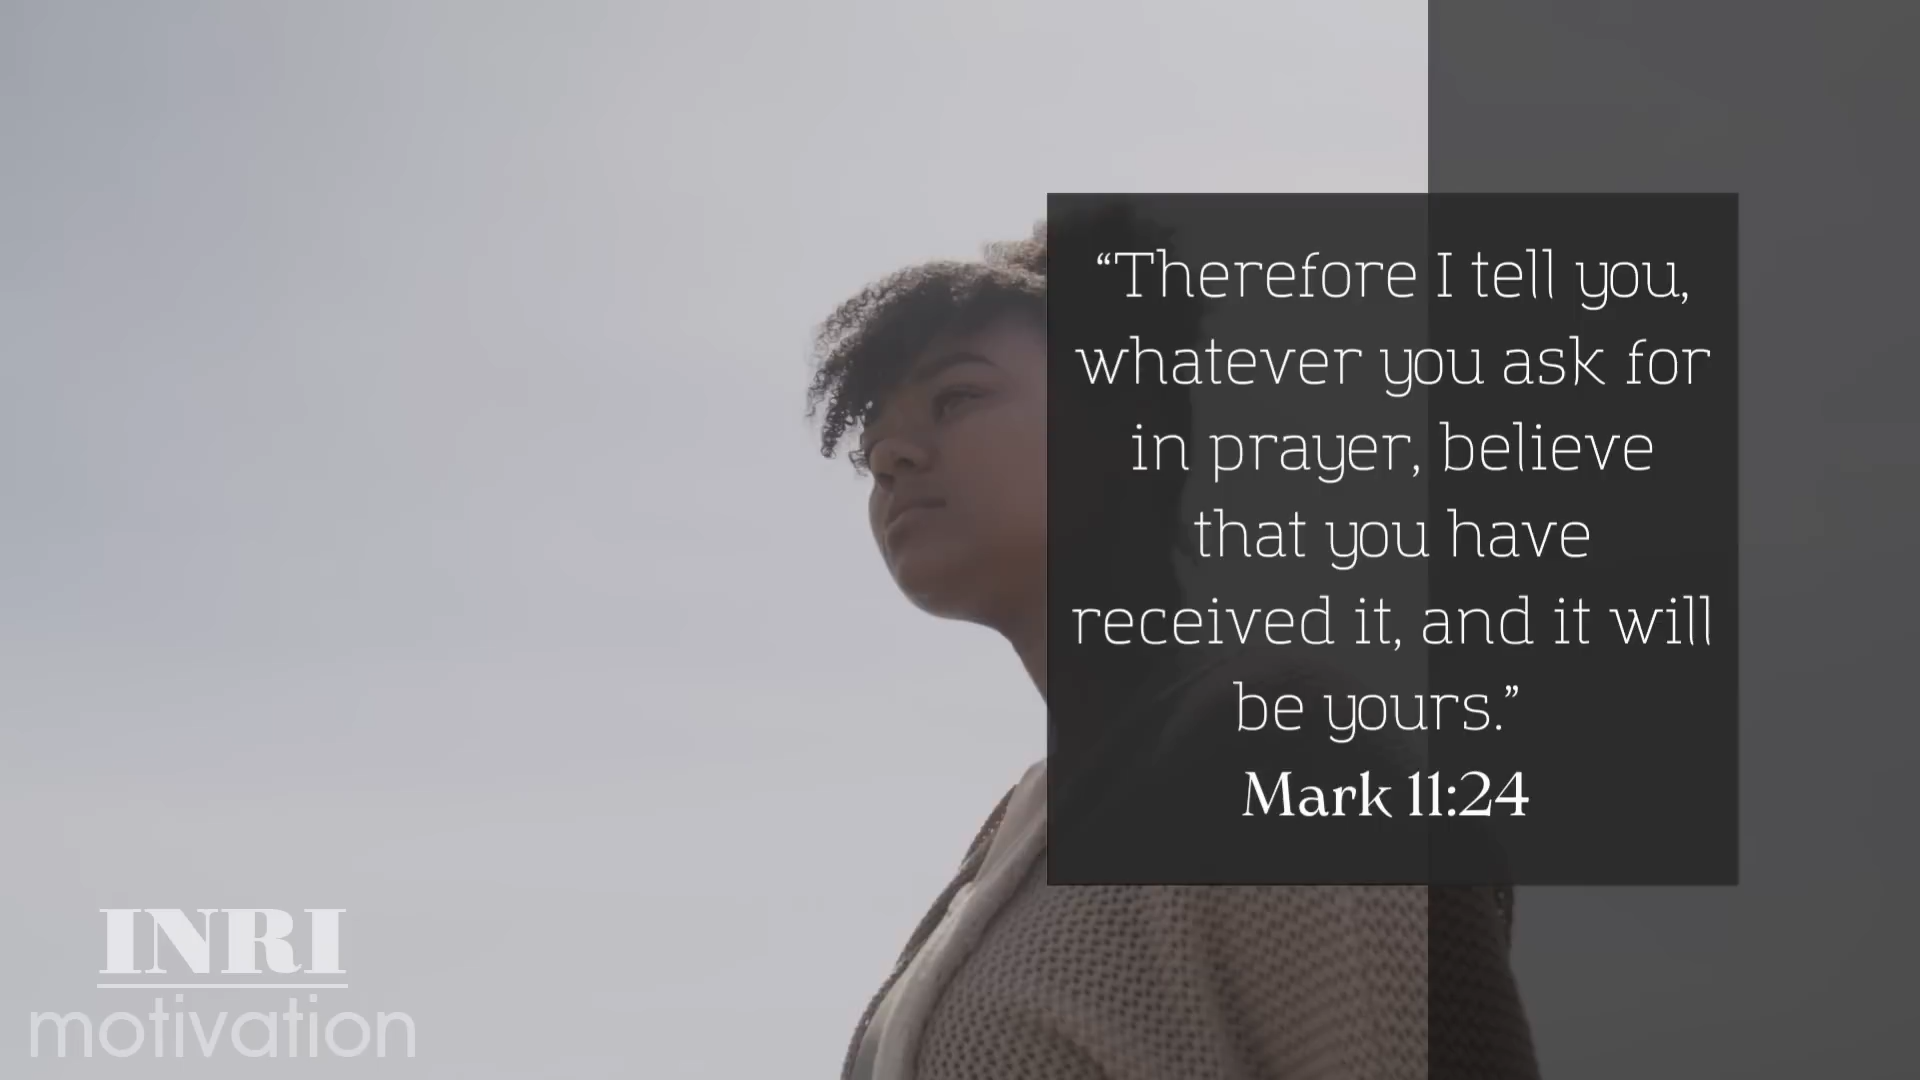 “Therefore I tell you,
whatever you ask for
in prayer, believe
that you have
received it, and it will
be yours.”
Mark 11:24
INRI
motivation